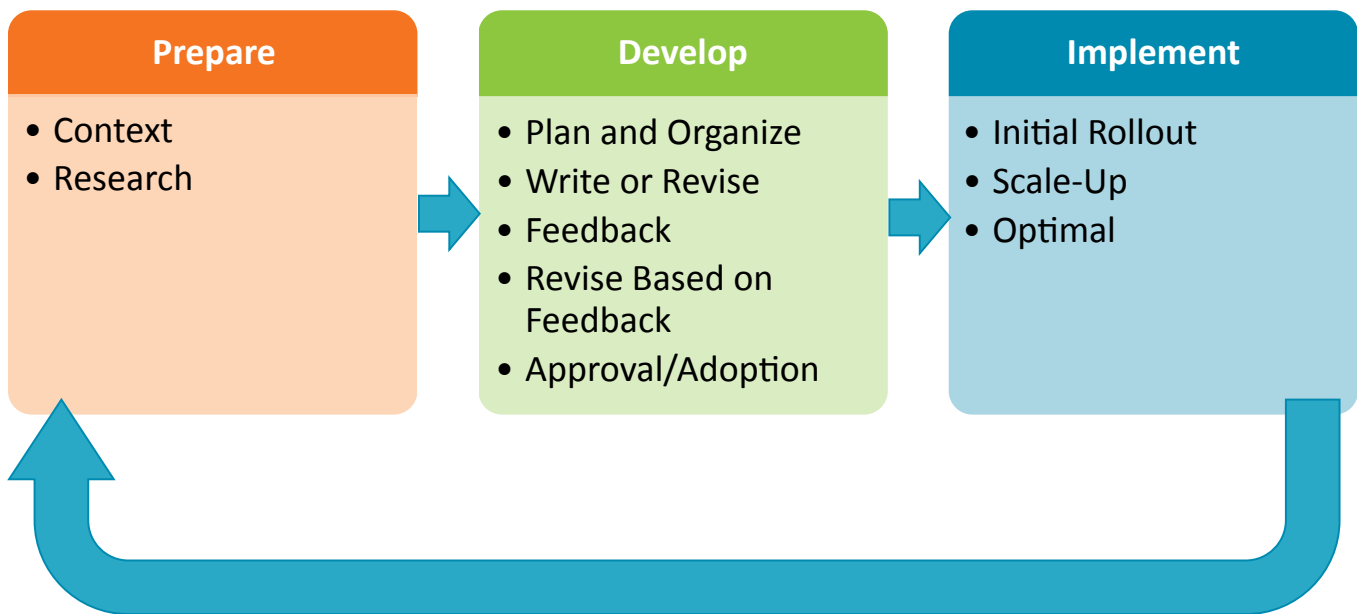 Prepare
• Context
• Research
Develop
• Plan and Organize
• Write or Revise
• Feedback
• Revise Based on
Feedback
• Approval/Adoption
Implement
• Initial Rollout
• Scale-Up
• Optimal